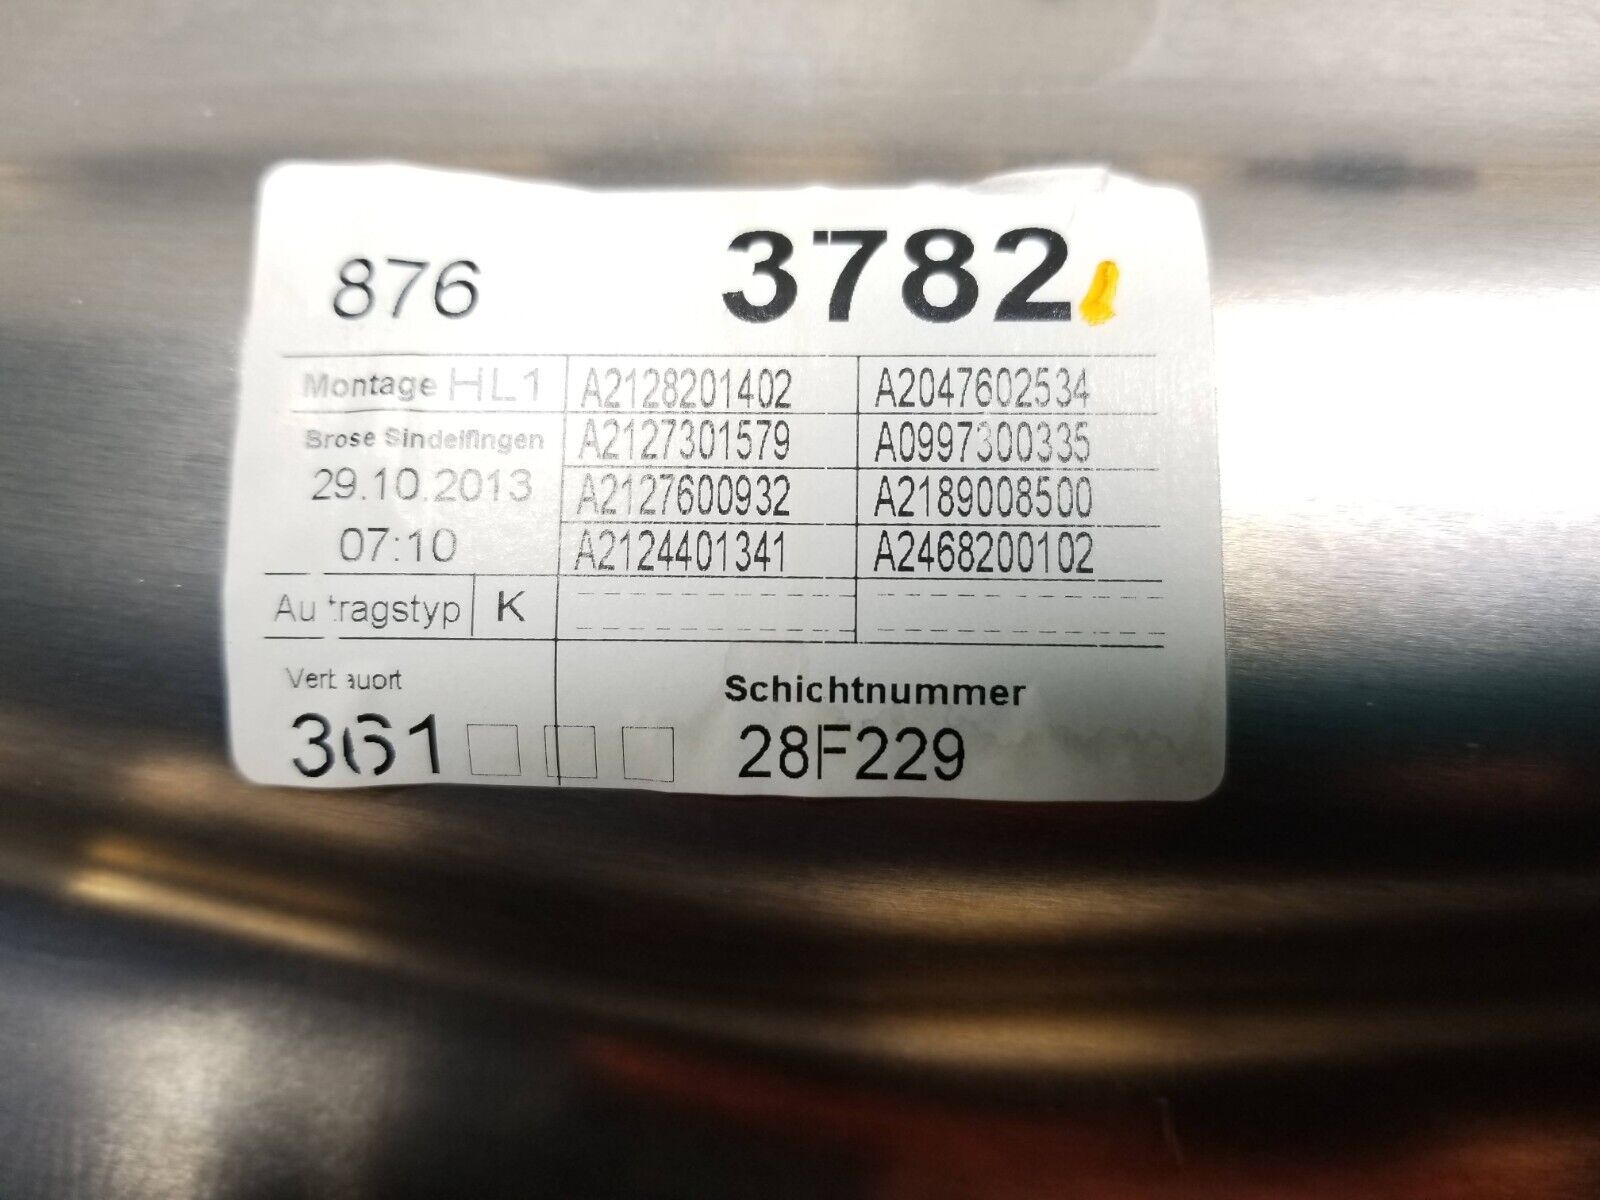 876 3782
Montage HL1 A2128201402 A2047602534
Brose Sindelfingen A2127301579 A0997300335
29.10.2013 A2127600932 A2189008500
07:10 A2124401341 A2468200102
Auftragstyp K
Verbauort Schichtnummer
361 28F229